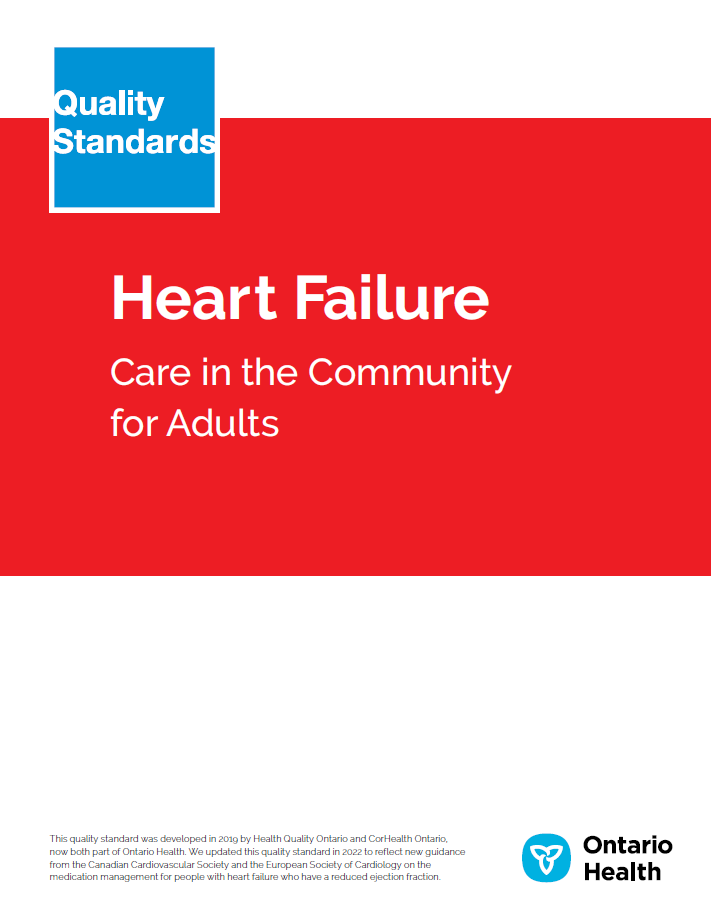 Quality
Standards
Heart Failure
Care in the Community
for Adults
This quality standard was developed in 2019 by Health Quality Ontario and CorHealth Ontario,
now both part of Ontario Health. We updated this quality standard in 2022 to reflect new guidance
from the Canadian Cardiovascular Society and the European Society of Cardiology on the
medication management for people with heart failure who have a reduced ejection fraction.
Ontario
Health